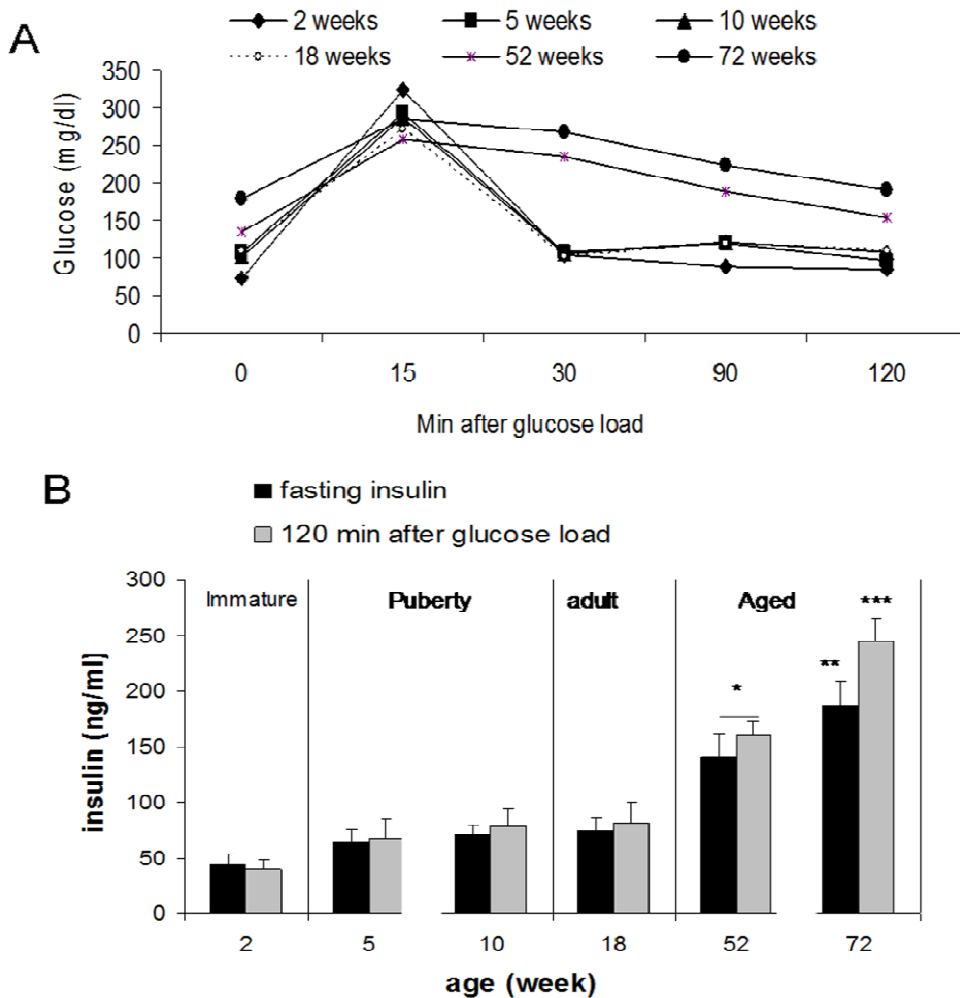 A
2 weeks 5 weeks 10 weeks
18 weeks 52 weeks 72 weeks
Glucose (m g/dl)
350
300
250
200
150
100
50
0
0 15 30 90 120
Min after glucose load
B
fasting insulin
120 min after glucose load
insulin (ng/ml)
300
250
200
150
100
50
0
Immature Puberty adult Aged
***
**
*
2 5 10 18 52 72
age (week)